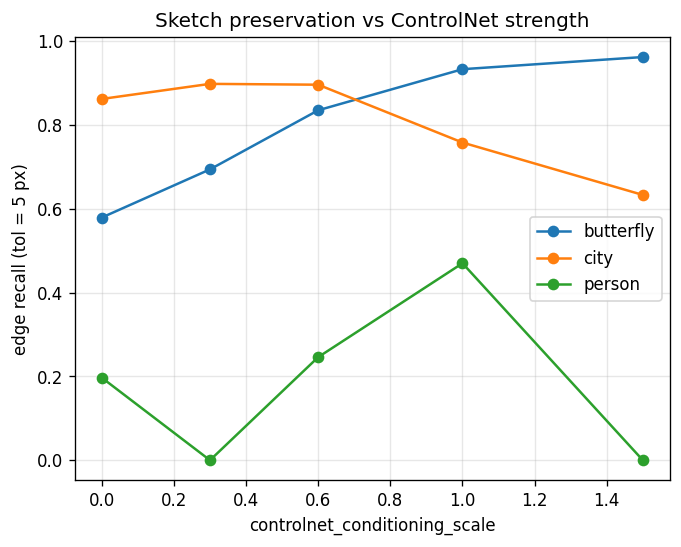 Sketch preservation vs ControlNet strength
1.0
0.8
0.6
0.4
0.2
0.0
edge recall (tol = 5 px)
butterfly
city
person
0.0 0.2 0.4 0.6 0.8 1.0 1.2 1.4
controlnet_conditioning_scale